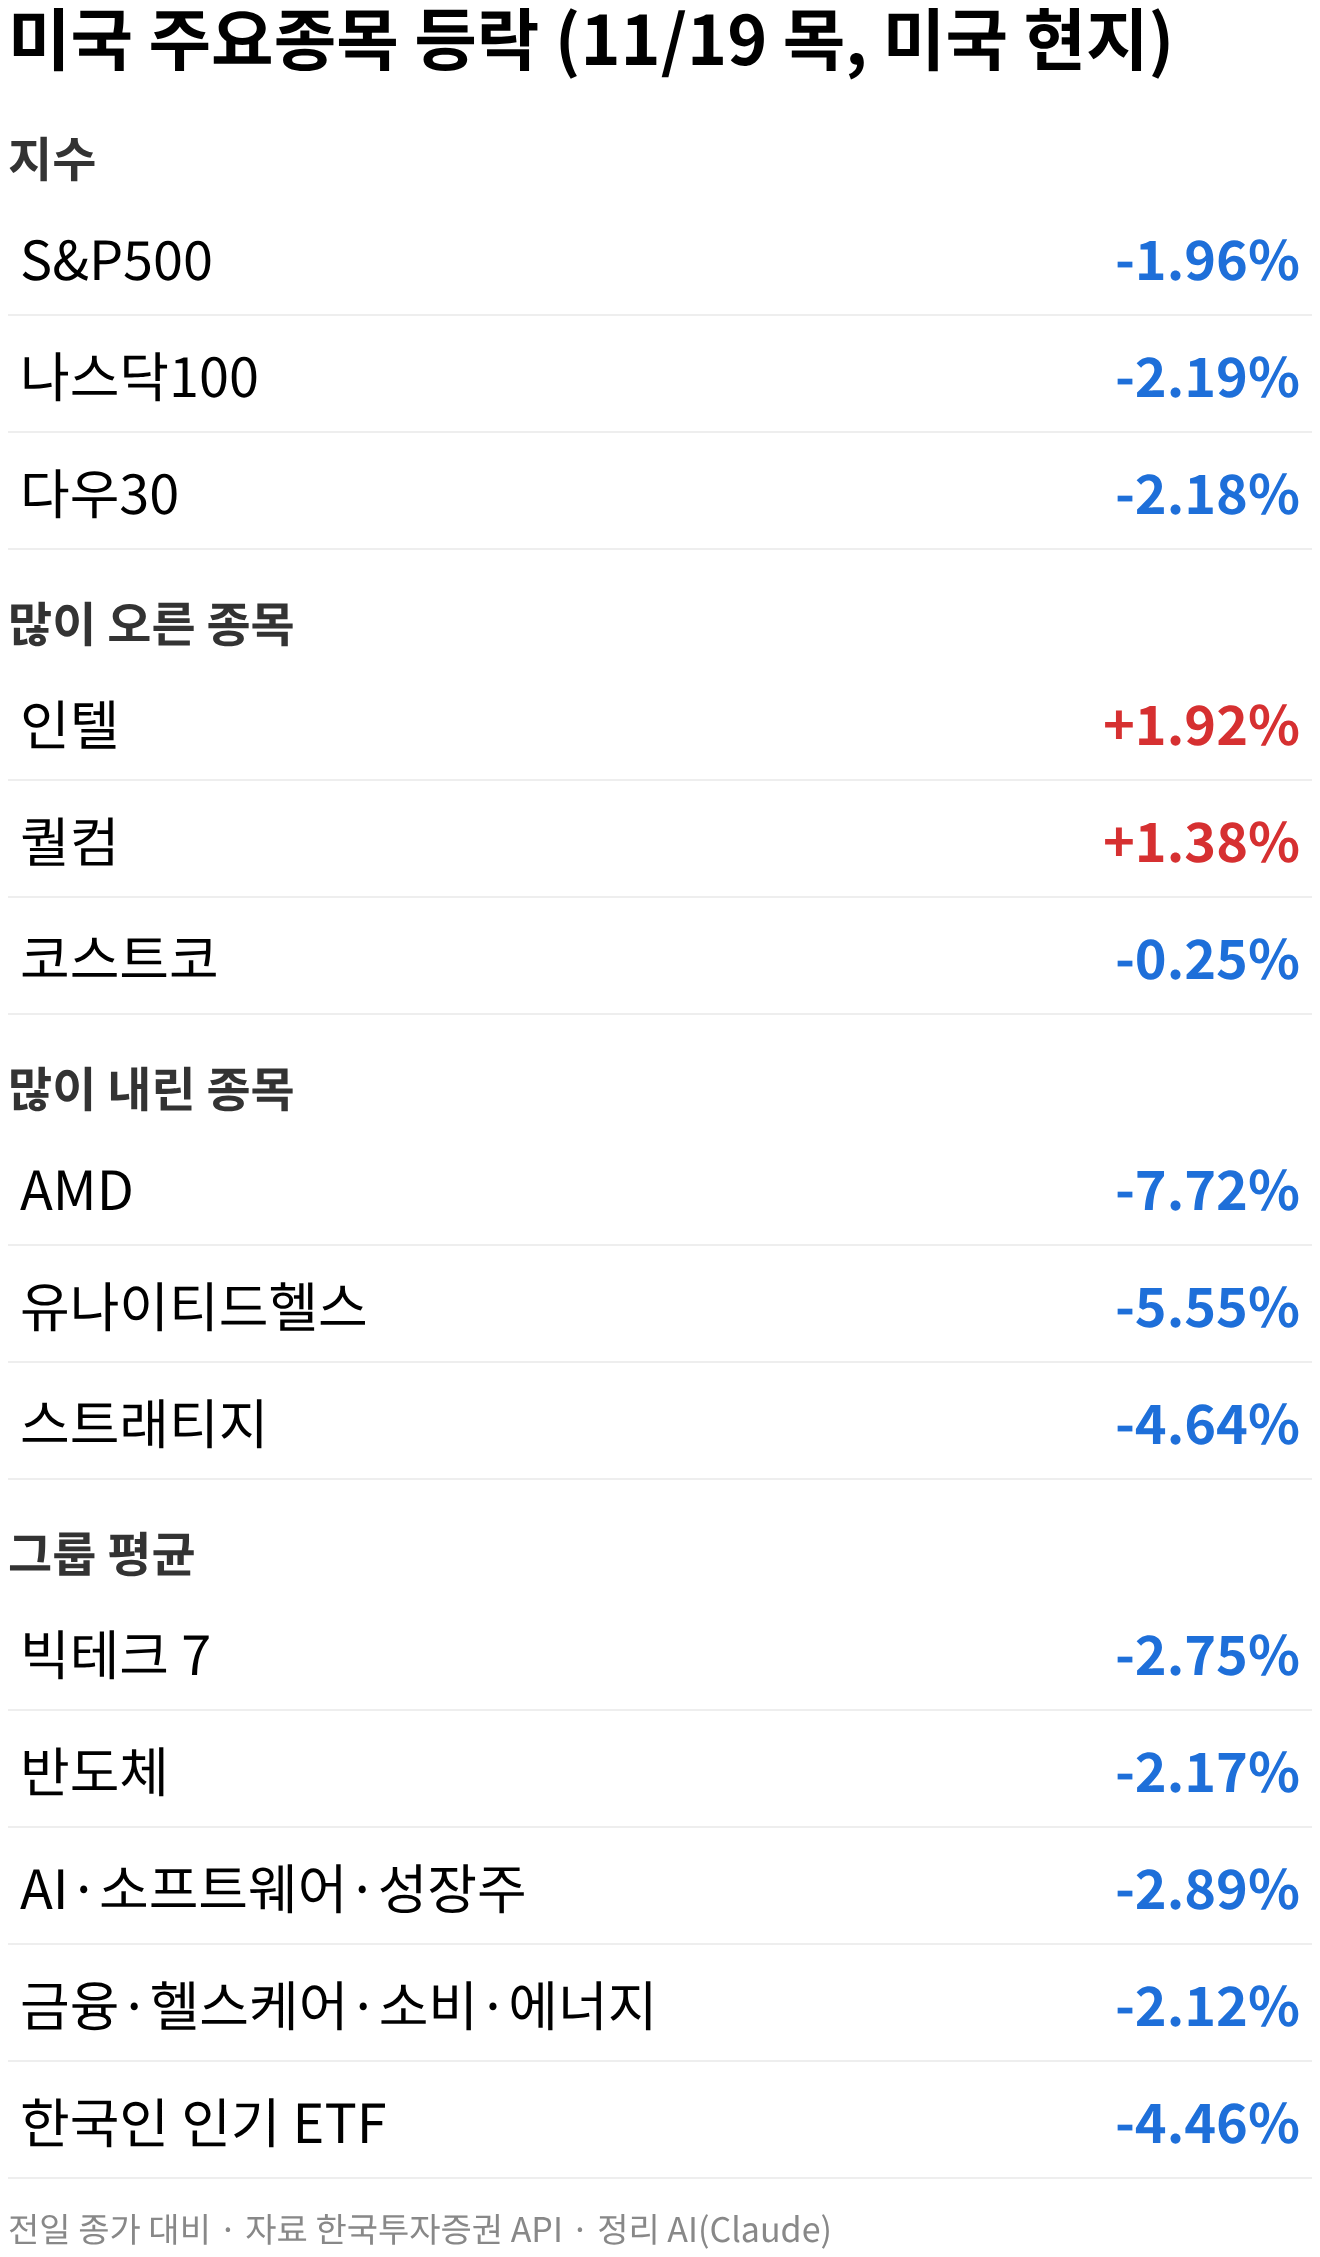 미국 주요종목 등락 (11/19 목, 미국 현지)
지수
S&P500 -1.96%
나스닥100 -2.19%
다우30 -2.18%
많이 오른 종목
인텔 +1.92%
퀄컴 +1.38%
코스트코 -0.25%
많이 내린 종목
AMD -7.72%
유나이티드헬스 -5.55%
스트래티지 -4.64%
그룹 평균
빅테크 7 -2.75%
반도체 -2.17%
AI·소프트웨어·성장주 -2.89%
금융·헬스케어·소비·에너지 -2.12%
한국인 인기 ETF -4.46%
전일 종가 대비 · 자료 한국투자증권 API · 정리 AI(Claude)